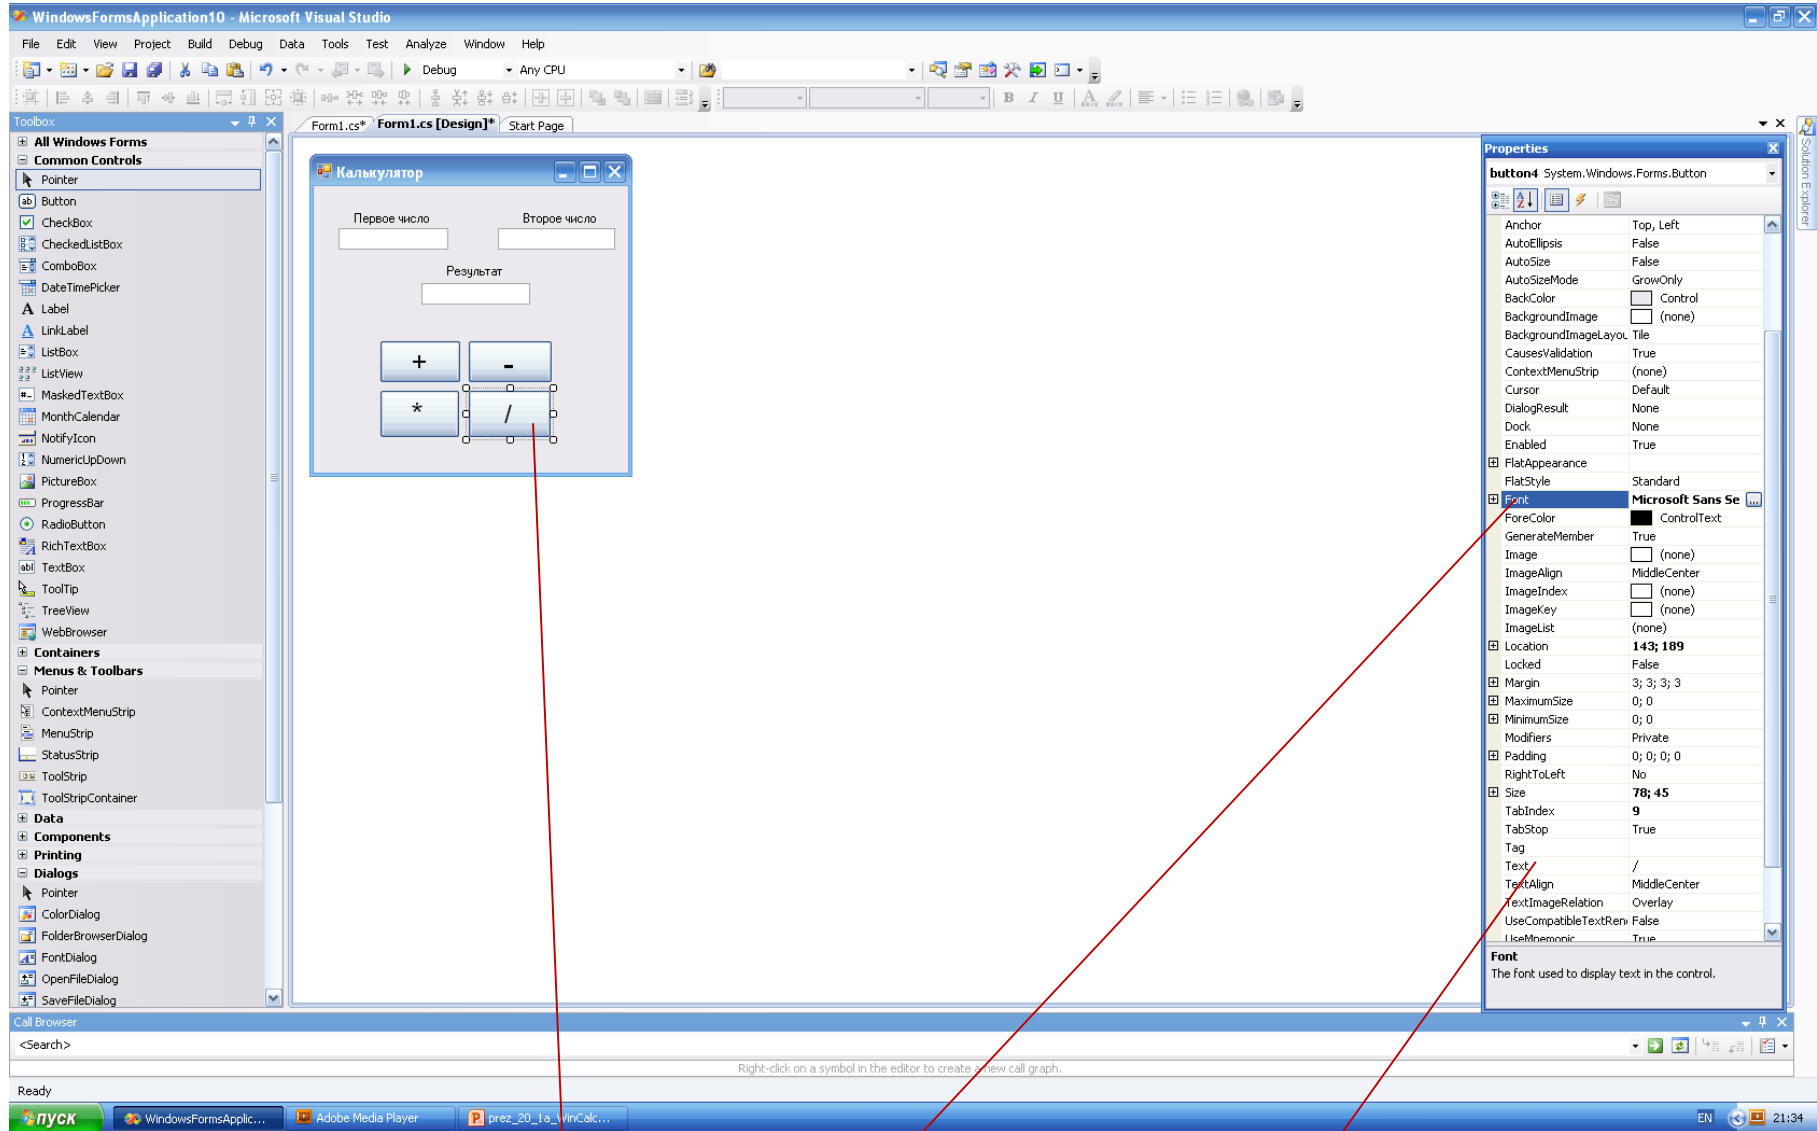 WindowsFormsApplication10 - Microsoft Visual Studio
File Edit View Project Build Debug Data Tools Test Analyze Window Help
Debug Any CPU
B I U A
Toolbox
Form1.cs* Form1.cs [Design]* Start Page
All Windows Forms
Common Controls
Pointer
Button
CheckBox
CheckedListBox
ComboBox
DateTimePicker
Label
LinkLabel
ListBox
ListView
MaskedTextBox
MonthCalendar
NotifyIcon
NumericUpDown
PictureBox
ProgressBar
RadioButton
RichTextBox
TextBox
ToolTip
TreeView
WebBrowser
Containers
Menus & Toolbars
Pointer
ContextMenuStrip
MenuStrip
StatusStrip
ToolStrip
ToolStripContainer
Data
Components
Printing
Dialogs
Pointer
ColorDialog
FolderBrowserDialog
FontDialog
OpenFileDialog
SaveFileDialog
Калькулятор
Первое число Второе число
Результат
+ -
* /
Properties
button4 System.Windows.Forms.Button
Anchor Top, Left
AutoEllipsis False
AutoSize False
AutoSizeMode GrowOnly
BackColor Control
BackgroundImage (none)
BackgroundImageLayou Tile
CausesValidation True
ContextMenuStrip (none)
Cursor Default
DialogResult None
Dock None
Enabled True
FlatAppearance
FlatStyle Standard
Font Microsoft Sans Se ...
ForeColor ControlText
GenerateMember True
Image (none)
ImageAlign MiddleCenter
ImageIndex (none)
ImageKey (none)
ImageList (none)
Location 143; 189
Locked False
Margin 3; 3; 3; 3
MaximumSize 0; 0
MinimumSize 0; 0
Modifiers Private
Padding 0; 0; 0; 0
RightToLeft No
Size 78; 45
TabIndex 9
TabStop True
Tag
Text /
TextAlign MiddleCenter
TextImageRelation Overlay
UseCompatibleTextRen False
UseMnemonic True
Font
The font used to display text in the control.
Solution Explorer
Call Browser
<Search>
Right-click on a symbol in the editor to create a new call graph.
Ready
пуск WindowsFormsApplic... Adobe Media Player prez_20_1a_WinCalc... EN 21:34